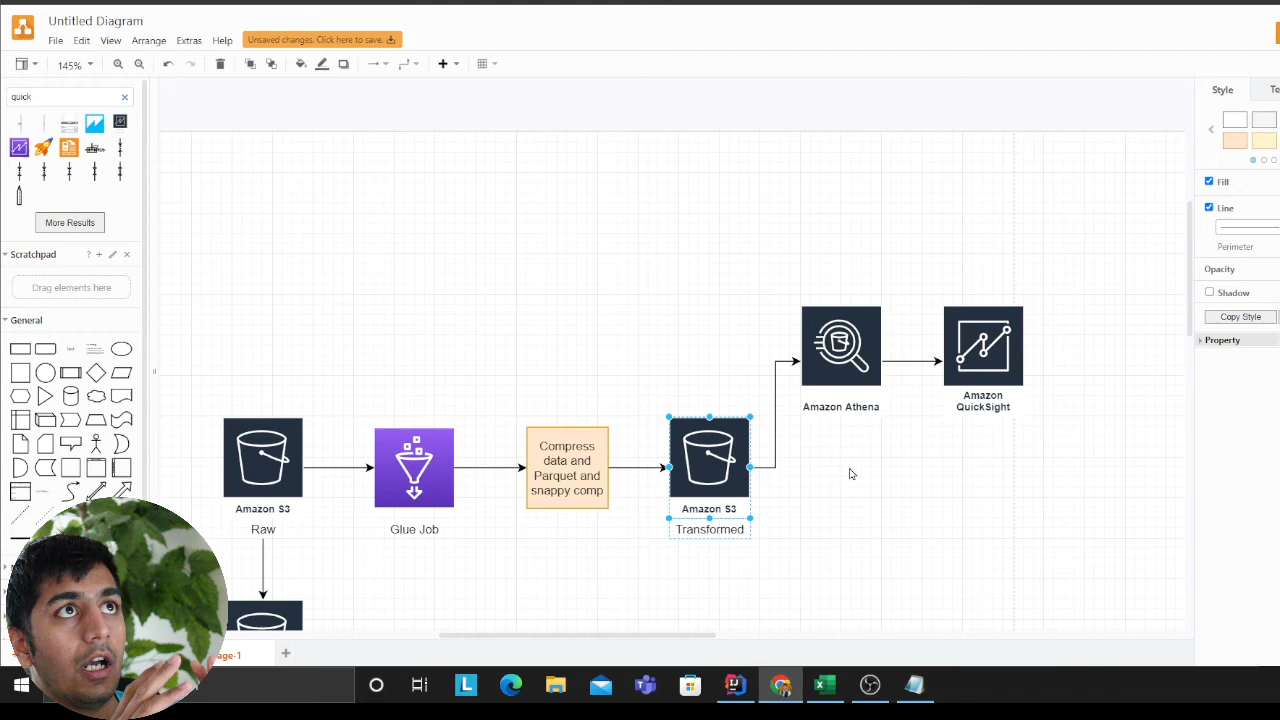 Untitled Diagram
File Edit View Arrange Extras Help Unsaved changes. Click here to save.
145%
quick
More Results
Scratchpad
Drag elements here
General
Text
Style
Fill
Line
Perimeter
Opacity
Shadow
Copy Style
Property
Amazon Athena
Amazon
QuickSight
Amazon S3
Raw
Glue Job
Compress
data and
Parquet and
snappy comp
Amazon S3
Transformed